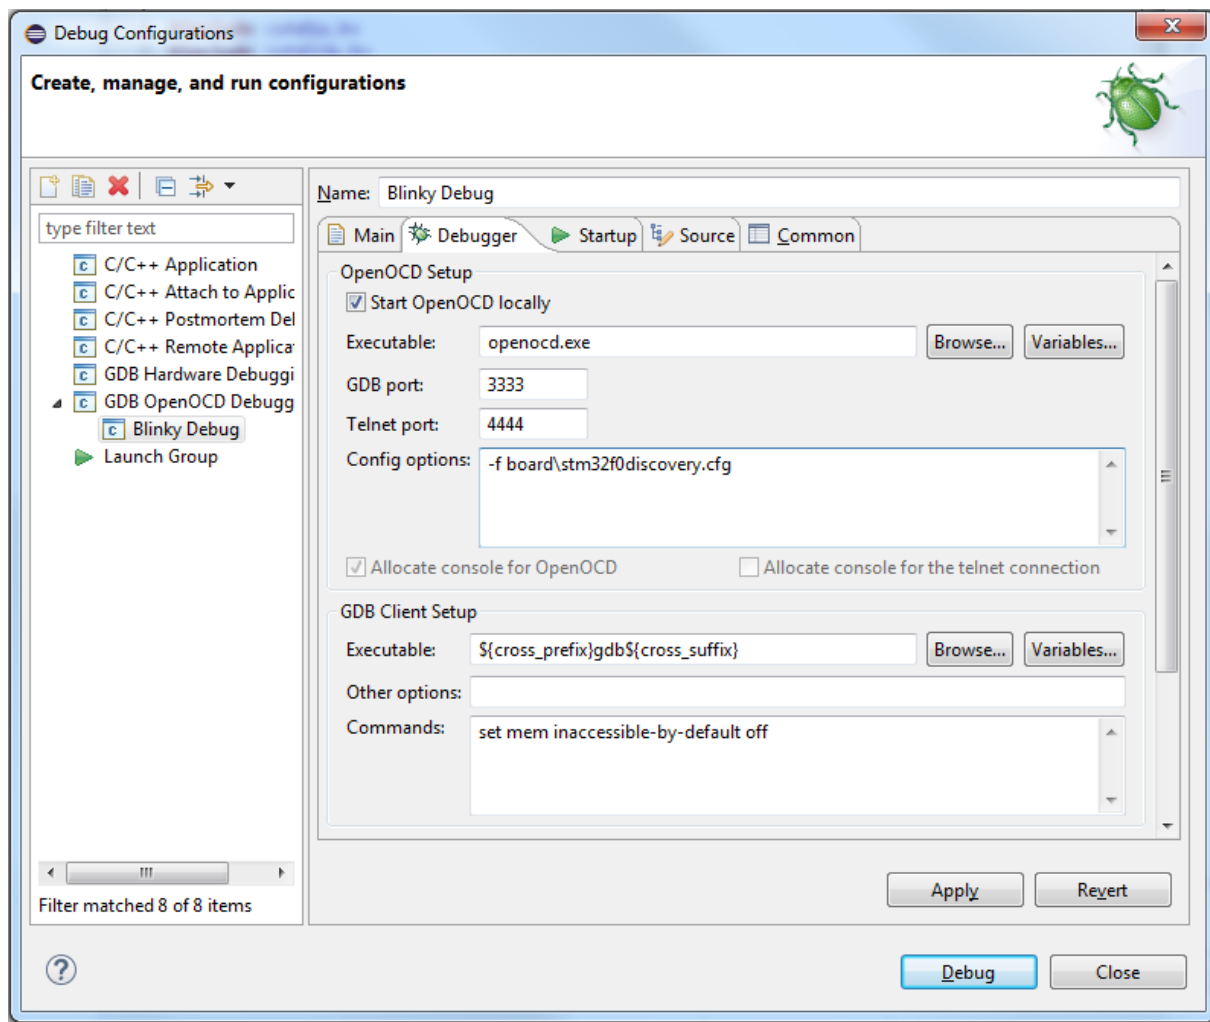 Debug Configurations
Create, manage, and run configurations
type filter text
C/C++ Application
C/C++ Attach to Applic
C/C++ Postmortem Del
C/C++ Remote Applica
GDB Hardware Debuggi
GDB OpenOCD Debugg
Blinky Debug
Launch Group
Filter matched 8 of 8 items
Name: Blinky Debug
Main Debugger Startup Source Common
OpenOCD Setup
Start OpenOCD locally
Executable: openocd.exe Browse... Variables...
GDB port: 3333
Telnet port: 4444
Config options: -f board\stm32f0discovery.cfg
Allocate console for OpenOCD Allocate console for the telnet connection
GDB Client Setup
Executable: ${cross_prefix}gdb${cross_suffix} Browse... Variables...
Other options:
Commands: set mem inaccessible-by-default off
Apply Revert
Debug Close